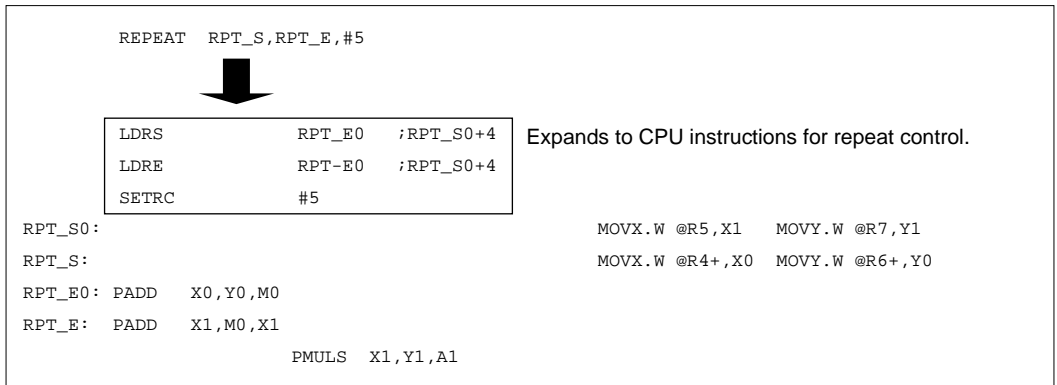 REPEAT RPT_S,RPT_E,#5
LDRS RPT_E0 ;RPT_S0+4
LDRE RPT-E0 ;RPT_S0+4
SETRC #5
Expands to CPU instructions for repeat control.
RPT_S0: MOVX.W @R5,X1 MOVY.W @R7,Y1
RPT_S: MOVX.W @R4+,X0 MOVY.W @R6+,Y0
RPT_E0: PADD X0,Y0,M0
RPT_E: PADD X1,M0,X1
PMULS X1,Y1,A1